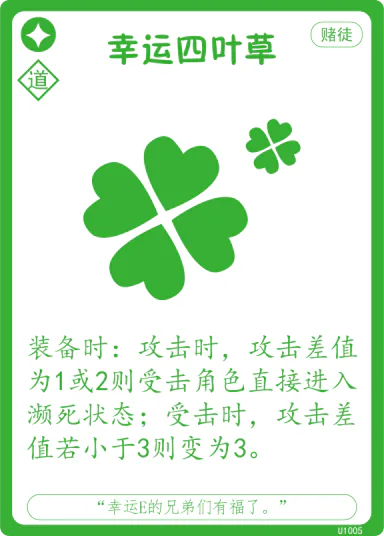 幸运四叶草
赌徒
道
装备时：攻击时，攻击差值
为1或2则受击角色直接进入
濒死状态；受击时，攻击差
值若小于3则变为3。
“幸运E的兄弟们有福了。”
U1005